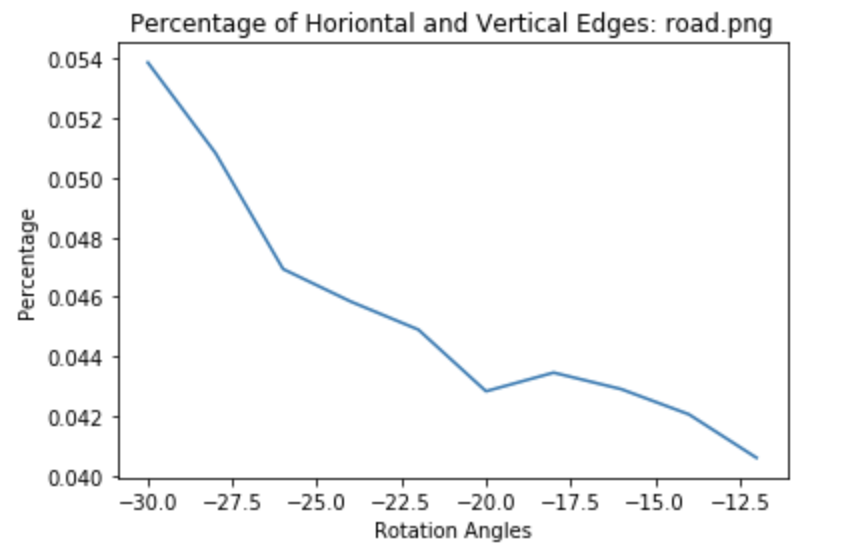 Percentage of Horiontal and Vertical Edges: road.png
0.054
0.052
0.050
0.048
0.046
0.044
0.042
0.040
Percentage
−30.0 −27.5 −25.0 −22.5 −20.0 −17.5 −15.0 −12.5
Rotation Angles